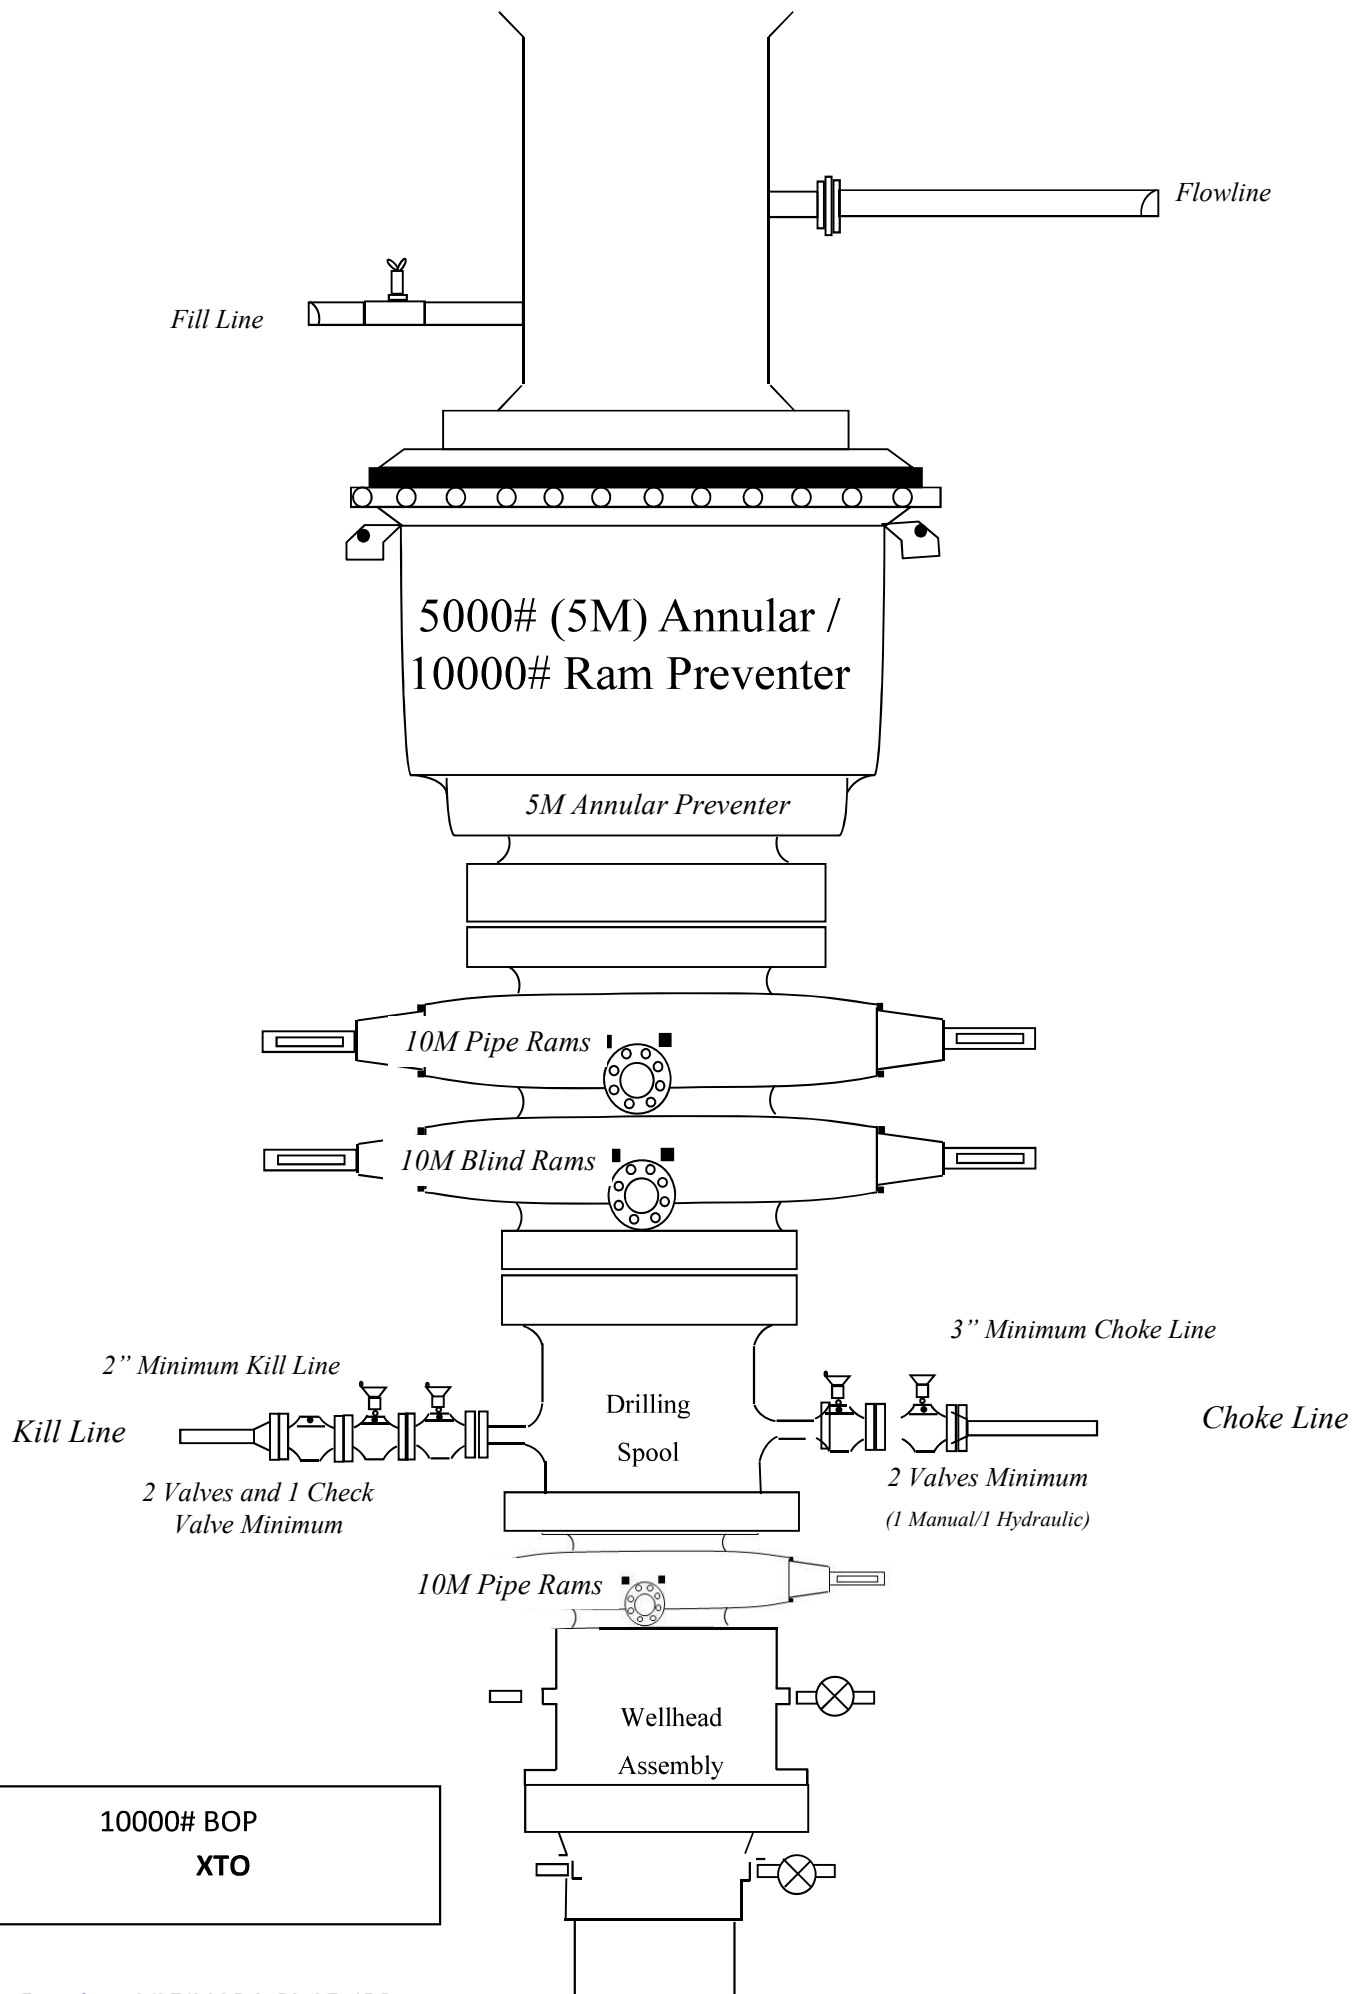 Flowline
Fill Line
5000# (5M) Annular /
10000# Ram Preventer
5M Annular Preventer
10M Pipe Rams
10M Blind Rams
3” Minimum Choke Line
2” Minimum Kill Line
Drilling
Spool
Kill Line
Choke Line
2 Valves and 1 Check
Valve Minimum
2 Valves Minimum
(1 Manual/1 Hydraulic)
10M Pipe Rams
Wellhead
Assembly
10000# BOP
XTO